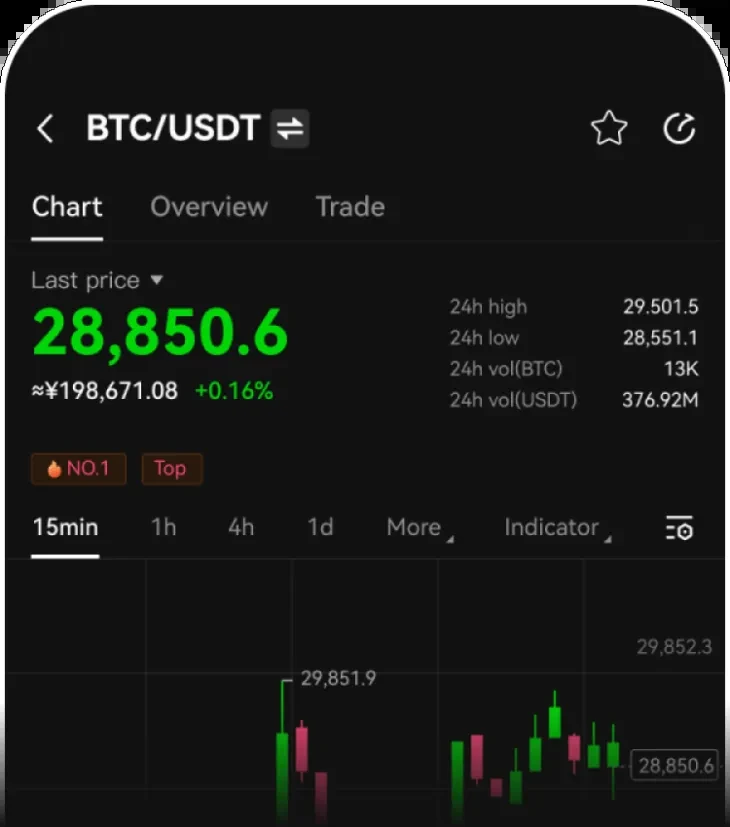 BTC/USDT
Chart Overview Trade
Last price
28,850.6
≈¥198,671.08 +0.16%
24h high 29.501.5
24h low 28,551.1
24h vol(BTC) 13K
24h vol(USDT) 376.92M
NO.1 Top
15min 1h 4h 1d More Indicator
29,852.3
29,851.9
28,850.6